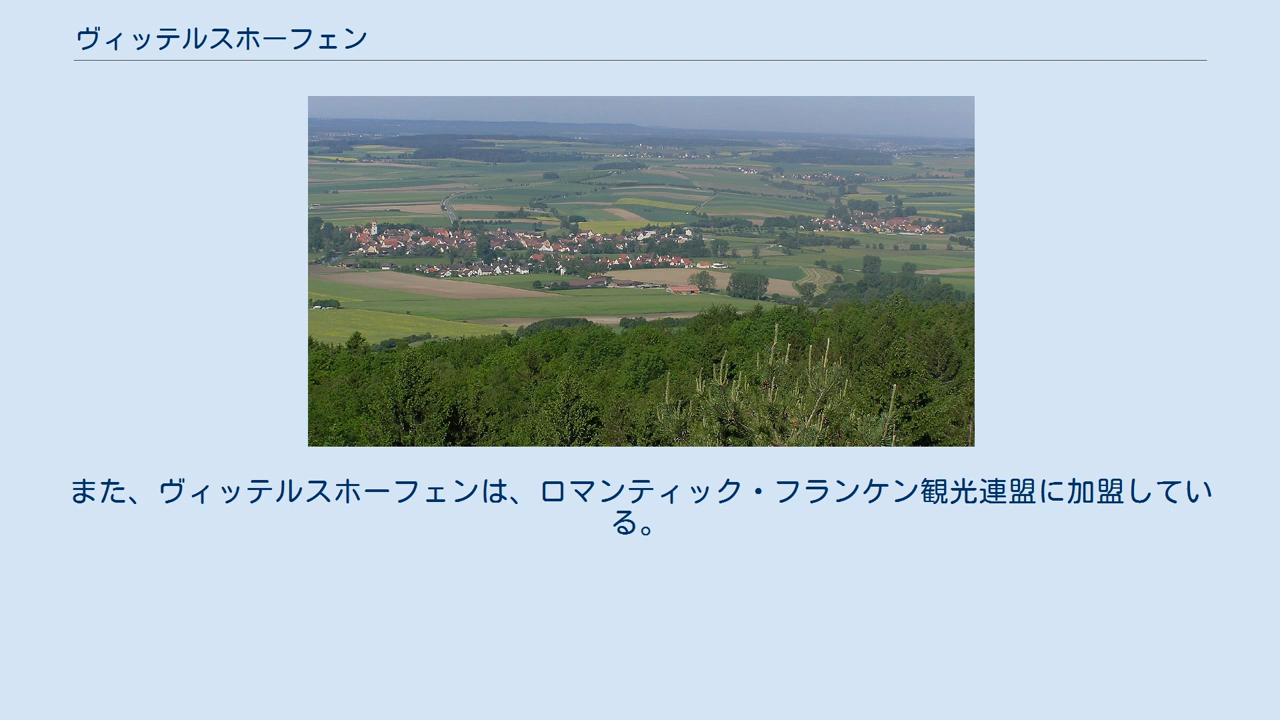 ヴィッテルスホーフェン
また、ヴィッテルスホーフェンは、ロマンティック・フランケン観光連盟に加盟してい
る。